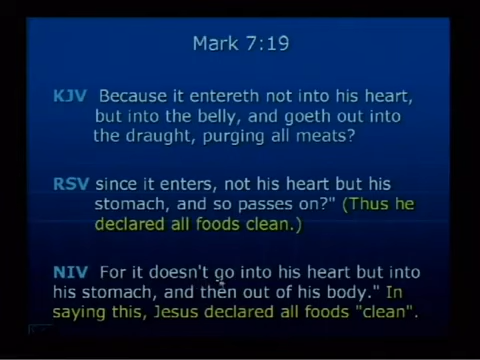 Mark 7:19
KJV Because it entereth not into his heart,
but into the belly, and goeth out into
the draught, purging all meats?
RSV since it enters, not his heart but his
stomach, and so passes on?" (Thus he
declared all foods clean.)
NIV For it doesn't go into his heart but into
his stomach, and then out of his body." In
saying this, Jesus declared all foods "clean".